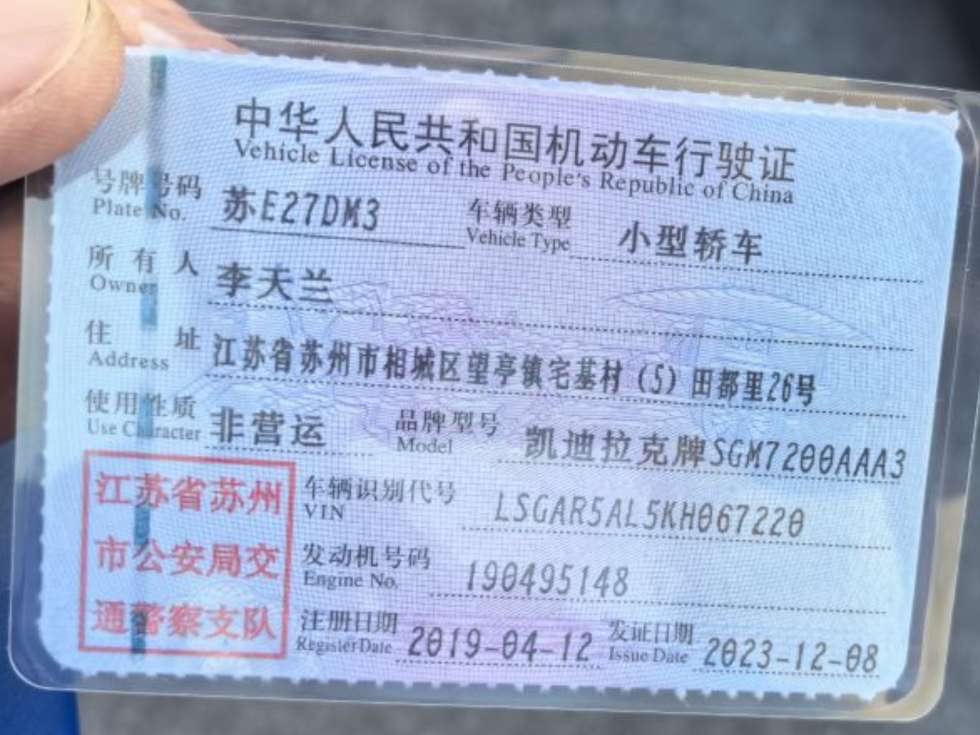 中华人民共和国机动车行驶证
Vehicle License of the People's Republic of China
号牌号码 苏E27DM3 车辆类型 小型轿车
Plate No. Vehicle Type
所有人 李天兰
Owner
住址 江苏省苏州市相城区望亭镇宅基村（5）田都里26号
Address
使用性质 非营运 品牌型号 凯迪拉克牌SGM7200AAA3
Use Character Model
江苏省苏州 车辆识别代号 LSGAR5AL5KH067220
VIN
市公安局交 发动机号码 190495148
Engine No.
通警察支队 注册日期 2019-04-12 发证日期 2023-12-08
Register Date Issue Date